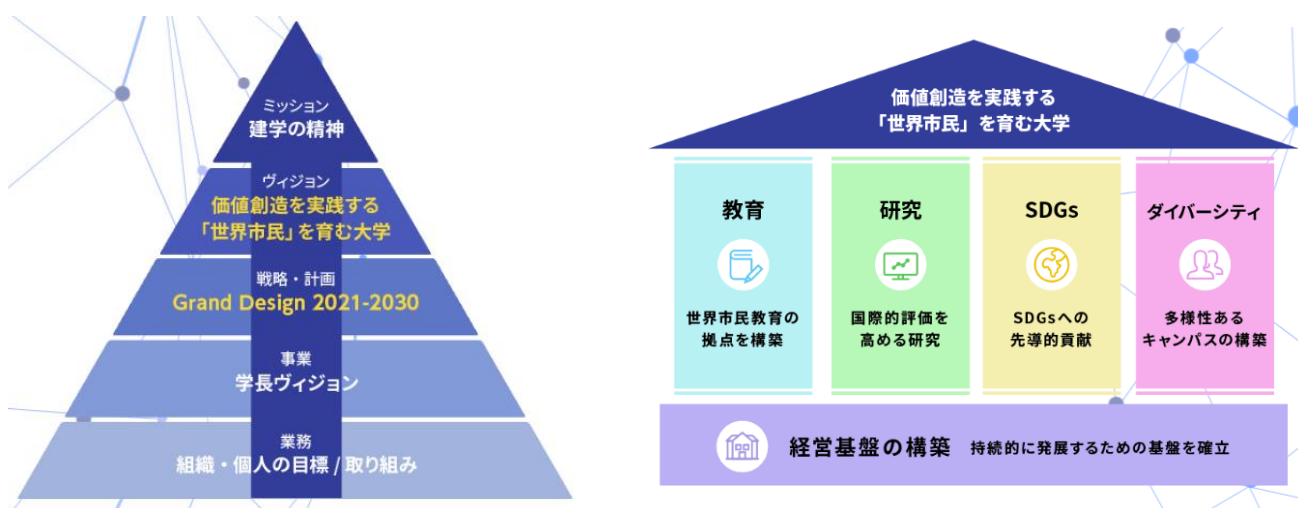 ミッション
建学の精神
ヴィジョン
価値創造を実践する
「世界市民」を育む大学
戦略・計画
Grand Design 2021-2030
事業
学長ヴィジョン
業務
組織・個人の目標 / 取り組み
価値創造を実践する
「世界市民」を育む大学
教育
世界市民教育の
拠点を構築
研究
国際的評価を
高める研究
SDGs
SDGsへの
先導的貢献
ダイバーシティ
多様性ある
キャンパスの構築
経営基盤の構築 持続的に発展するための基盤を確立